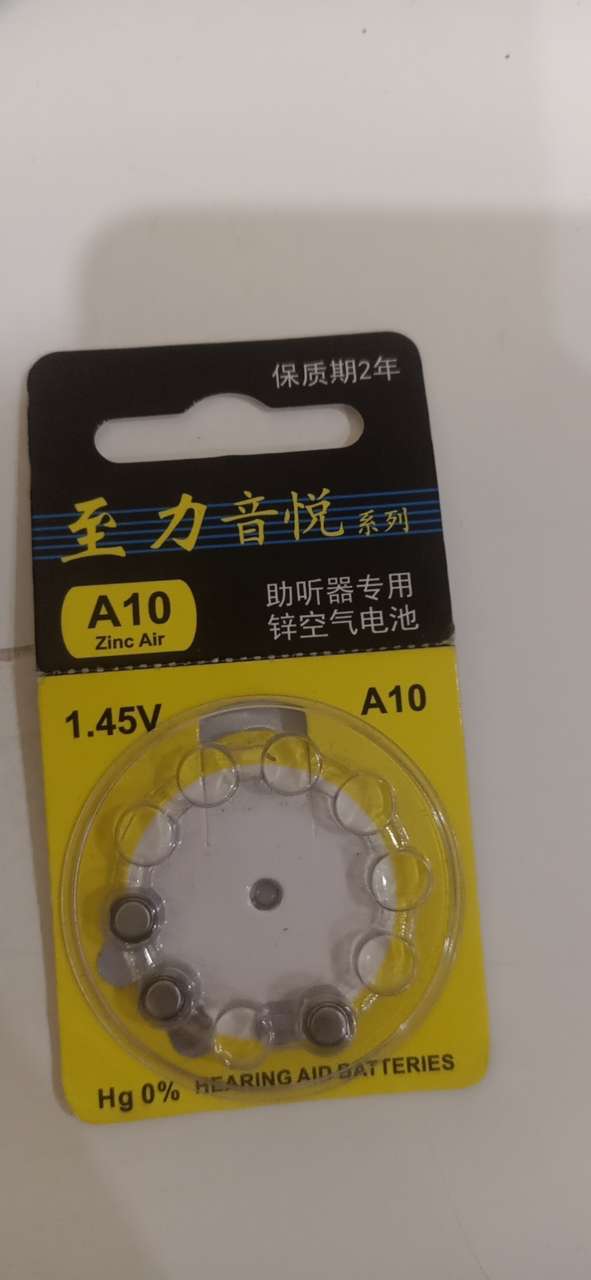 保质期2年
至力音悦系列
A10
Zinc Air
助听器专用
锌空气电池
1.45V
A10
Hg 0%
HEARING AID BATTERIES